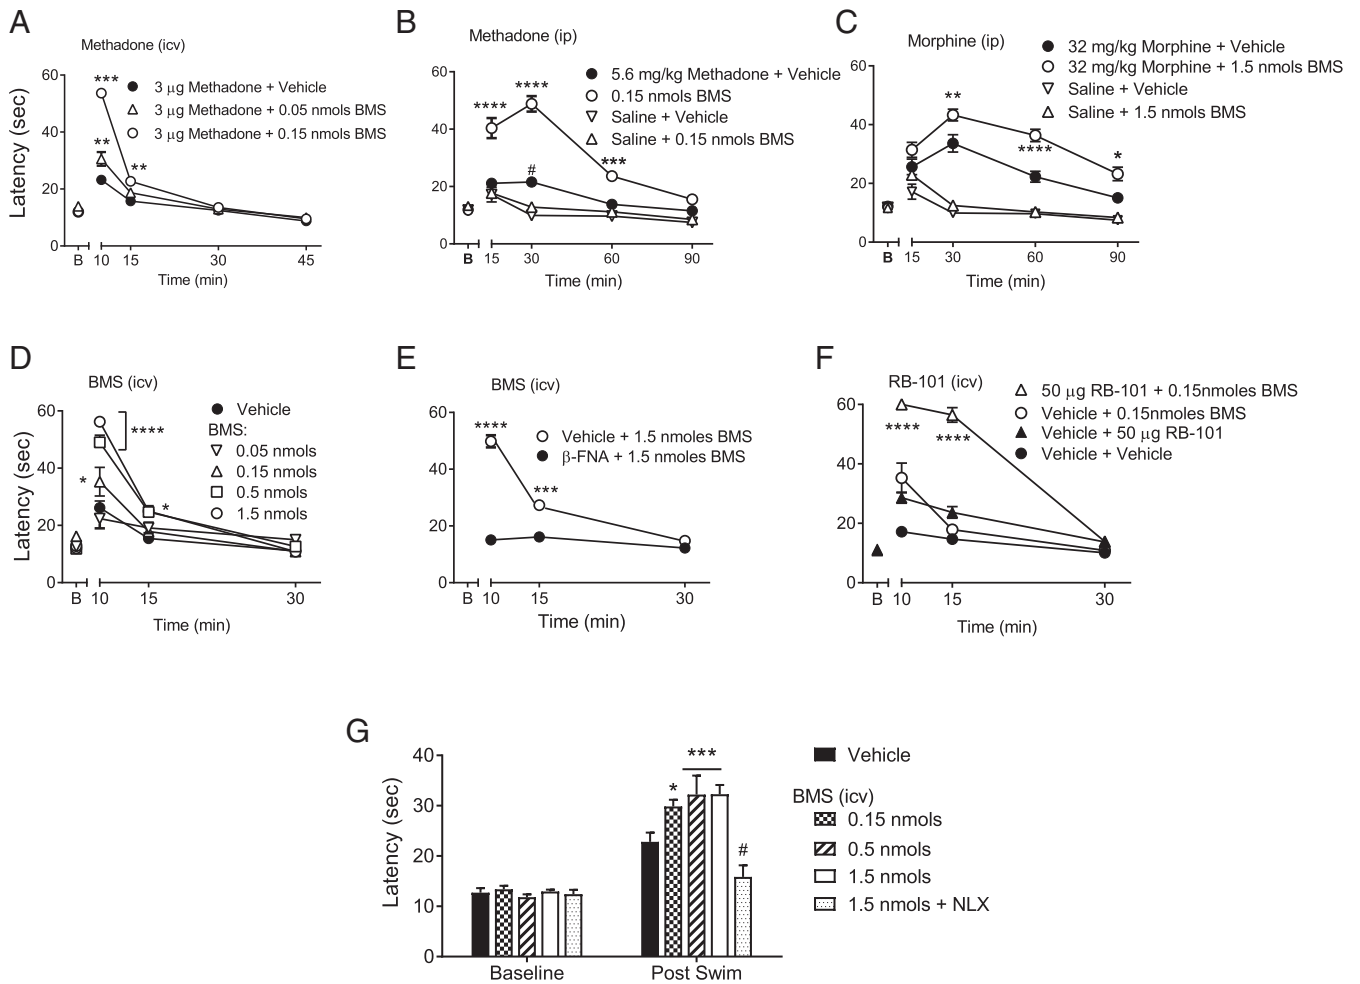 A
Methadone (icv)
Latency (sec)
60
40
20
0
***
**
**
3 µg Methadone + Vehicle
3 µg Methadone + 0.05 nmols BMS
3 µg Methadone + 0.15 nmols BMS
B 10 15 30 45
Time (min)
B
Methadone (ip)
60
40
20
0
****
****
***
#
5.6 mg/kg Methadone + Vehicle
0.15 nmols BMS
Saline + Vehicle
Saline + 0.15 nmols BMS
B 15 30 60 90
Time (min)
C
Morphine (ip)
60
40
20
0
**
****
*
32 mg/kg Morphine + Vehicle
32 mg/kg Morphine + 1.5 nmols BMS
Saline + Vehicle
Saline + 1.5 nmols BMS
B 15 30 60 90
Time (min)
D
BMS (icv)
Latency (sec)
60
40
20
0
****
*
*
Vehicle
BMS:
0.05 nmols
0.15 nmols
0.5 nmols
1.5 nmols
B 10 15 30
Time (min)
E
BMS (icv)
60
40
20
0
****
***
Vehicle + 1.5 nmoles BMS
β-FNA + 1.5 nmoles BMS
B 10 15 30
Time (min)
F
RB-101 (icv)
60
40
20
0
****
****
50 µg RB-101 + 0.15nmoles BMS
Vehicle + 0.15nmoles BMS
Vehicle + 50 µg RB-101
Vehicle + Vehicle
B 10 15 30
Time (min)
G
Latency (sec)
40
30
20
10
0
*
***
#
Baseline Post Swim
Vehicle
BMS (icv)
0.15 nmols
0.5 nmols
1.5 nmols
1.5 nmols + NLX